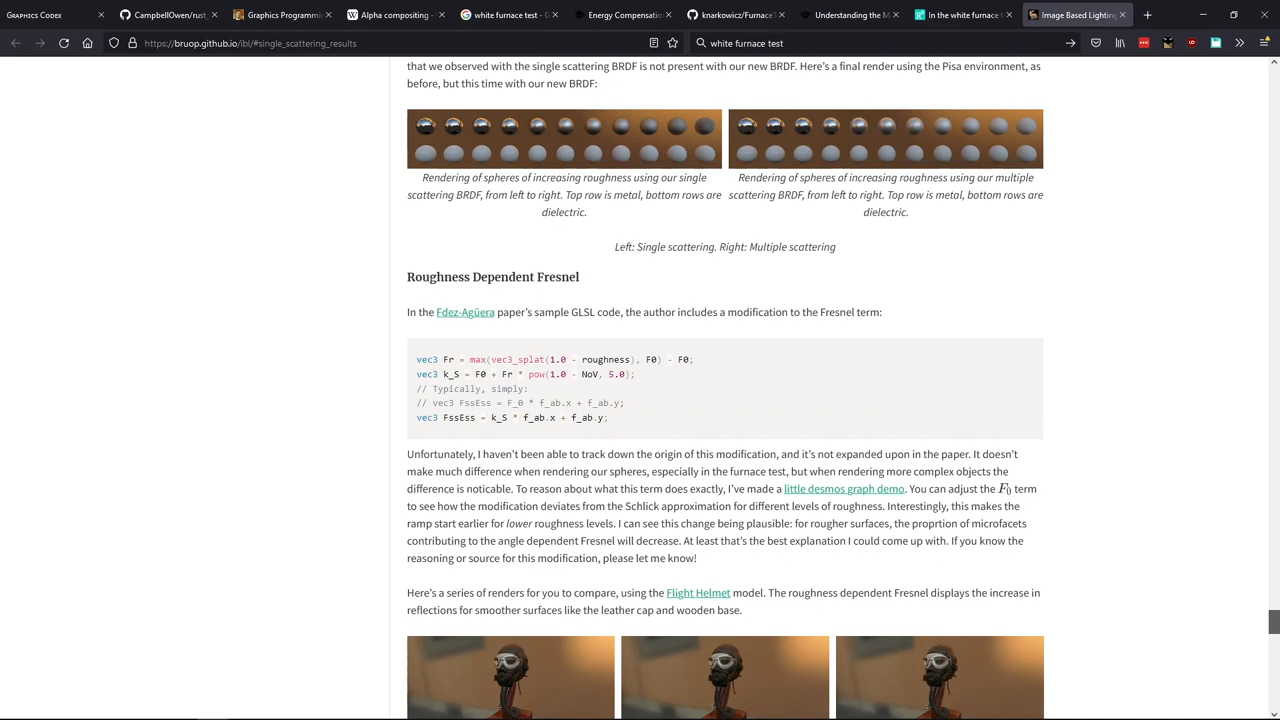 GRAPHICS CODEX
CampbellOwen/rust_
Graphics Programmi
Alpha compositing -
white furnace test - G
Energy Compensatio
knarkowicz/FurnaceT
Understanding the M
In the white furnace
Image Based Lighting
https://bruop.github.io/ibl/#single_scattering_results
white furnace test
that we observed with the single scattering BRDF is not present with our new BRDF. Here's a final render using the Pisa environment, as
before, but this time with our new BRDF:
Rendering of spheres of increasing roughness using our single
scattering BRDF, from left to right. Top row is metal, bottom rows are
dielectric.
Rendering of spheres of increasing roughness using our multiple
scattering BRDF, from left to right. Top row is metal, bottom rows are
dielectric.
Left: Single scattering. Right: Multiple scattering
Roughness Dependent Fresnel
In the Fdez-Agüera paper's sample GLSL code, the author includes a modification to the Fresnel term:
vec3 Fr = max(vec3_splat(1.0 - roughness), F0) - F0;
vec3 k_S = F0 + Fr * pow(1.0 - NoV, 5.0);
// Typically, simply:
// vec3 FssEss = F_0 * f_ab.x + f_ab.y;
vec3 FssEss = k_S * f_ab.x + f_ab.y;
Unfortunately, I haven't been able to track down the origin of this modification, and it's not expanded upon in the paper. It doesn't
make much difference when rendering our spheres, especially in the furnace test, but when rendering more complex objects the
difference is noticable. To reason about what this term does exactly, I've made a little desmos graph demo. You can adjust the F0 term
to see how the modification deviates from the Schlick approximation for different levels of roughness. Interestingly, this makes the
ramp start earlier for lower roughness levels. I can see this change being plausible: for rougher surfaces, the proprtion of microfacets
contributing to the angle dependent Fresnel will decrease. At least that's the best explanation I could come up with. If you know the
reasoning or source for this modification, please let me know!
Here's a series of renders for you to compare, using the Flight Helmet model. The roughness dependent Fresnel displays the increase in
reflections for smoother surfaces like the leather cap and wooden base.